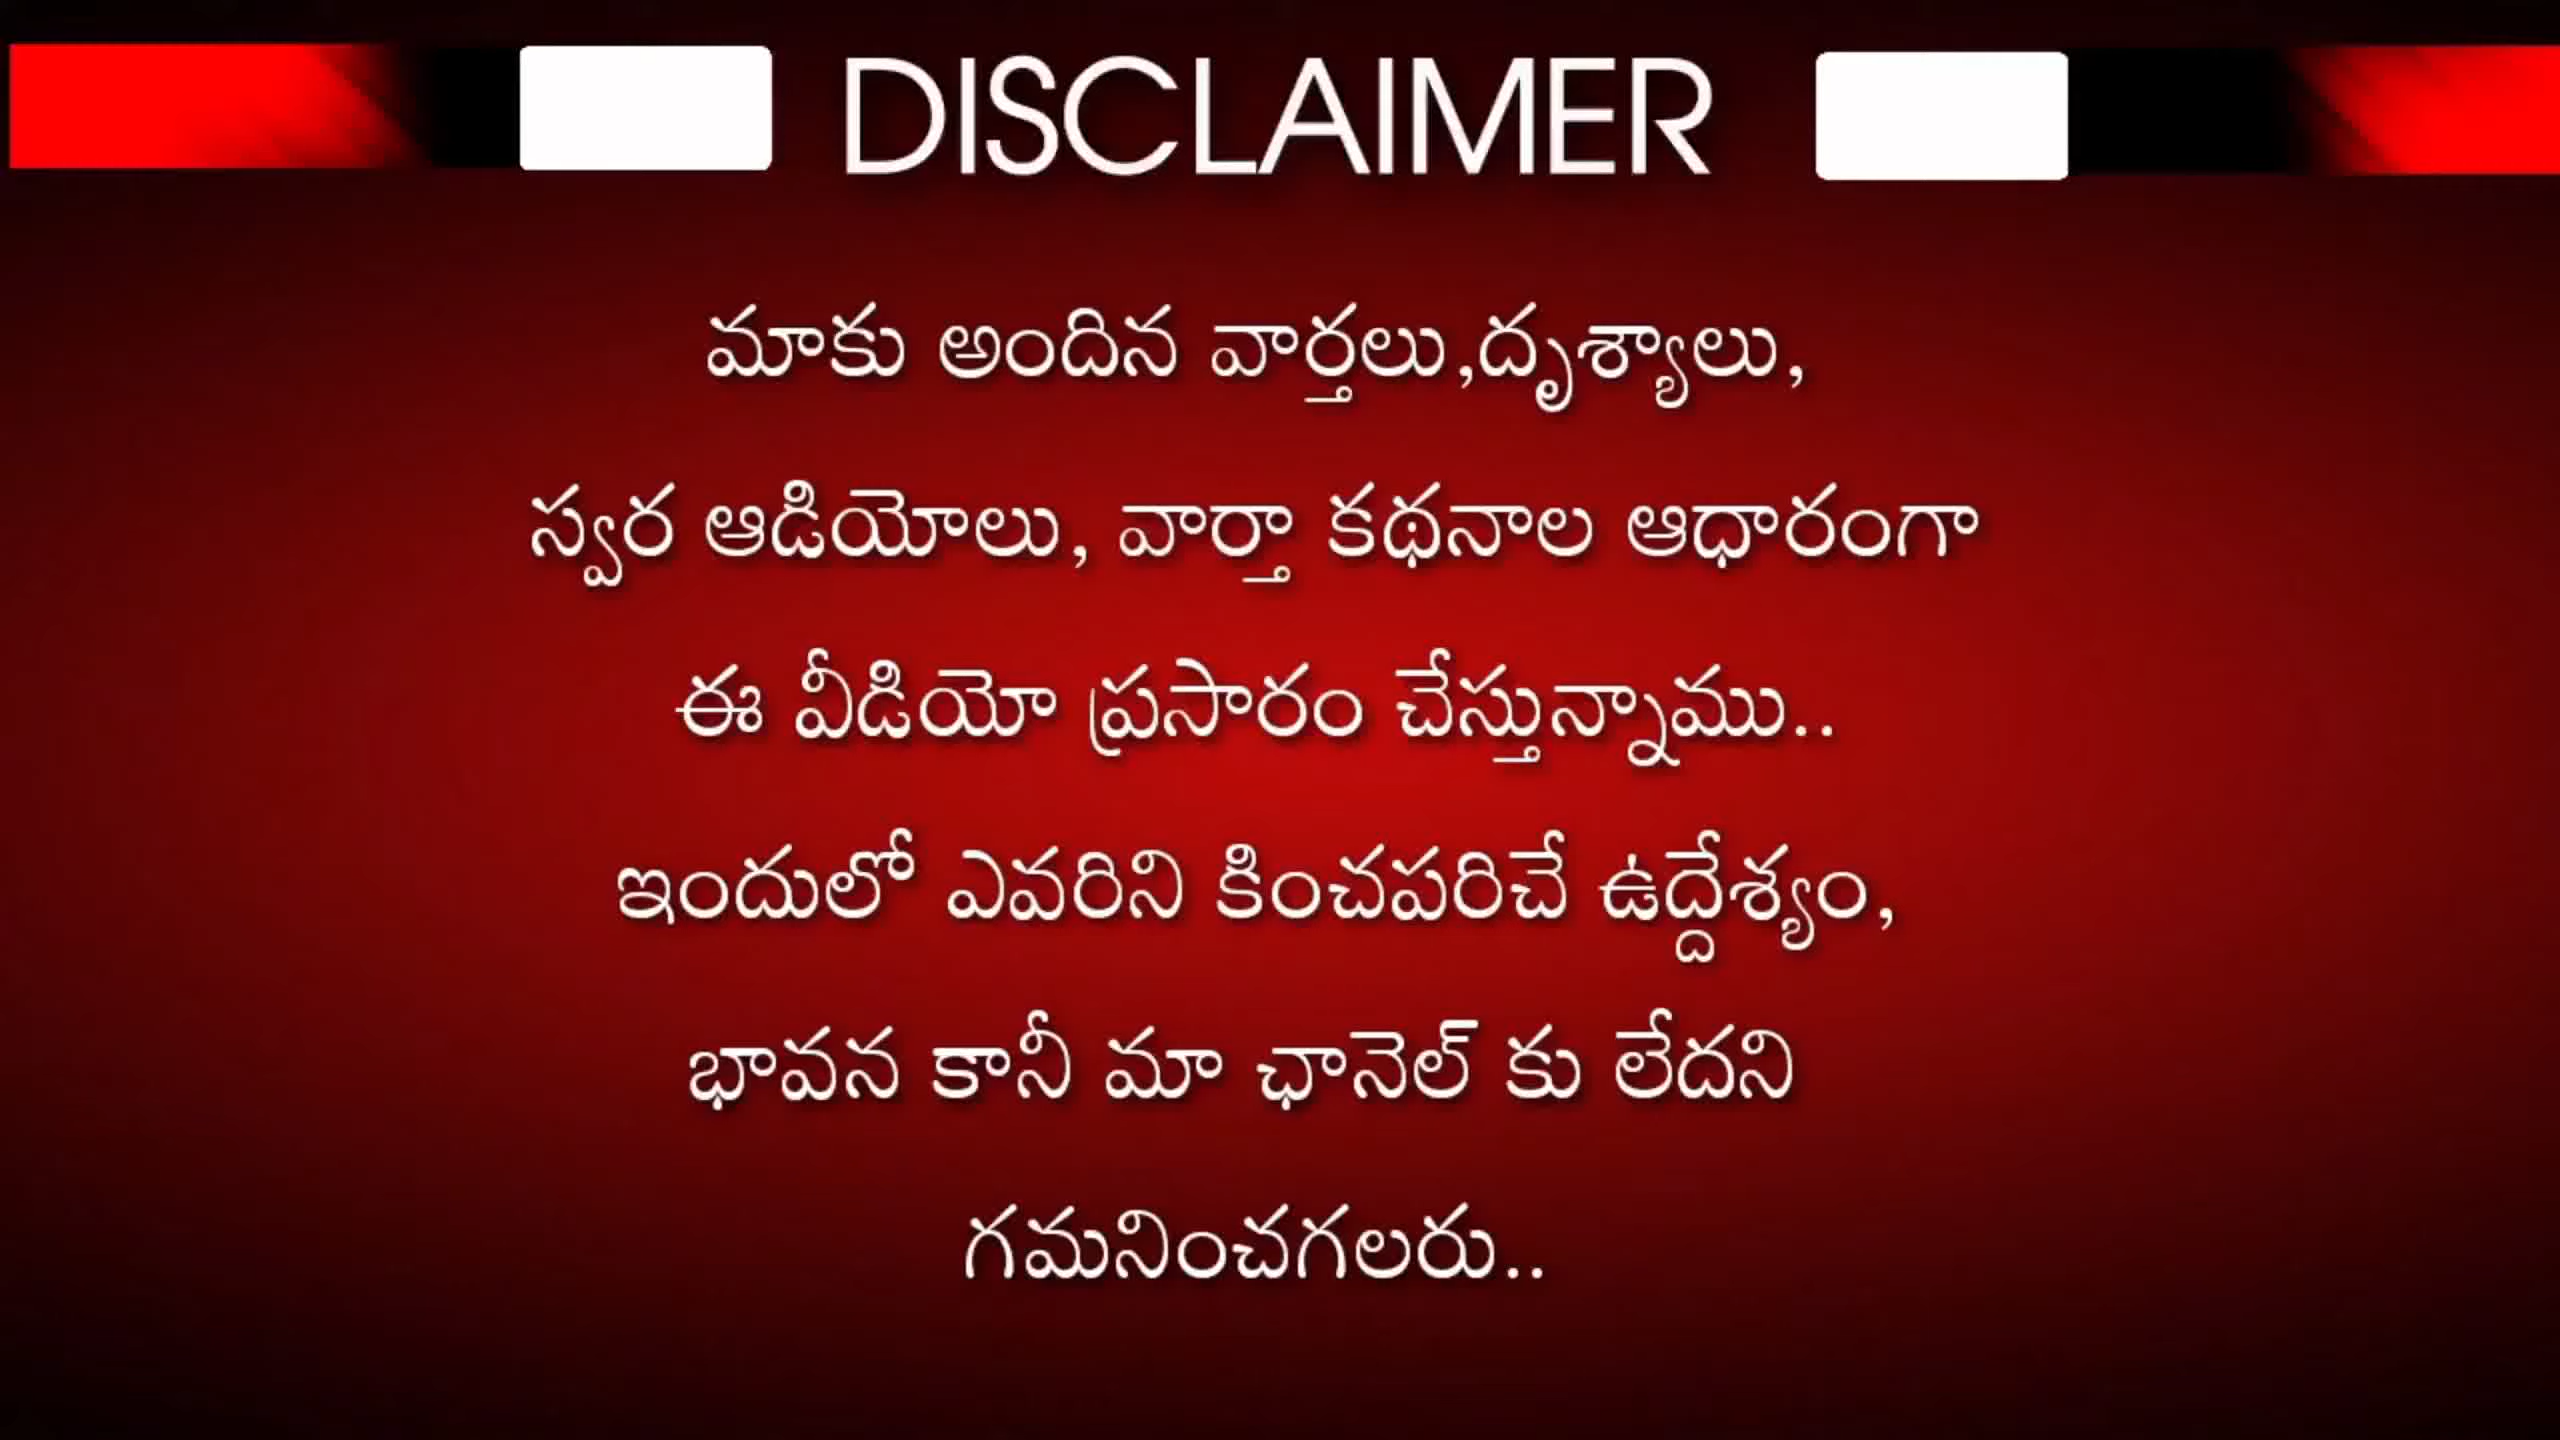 DISCLAIMER
మాకు అందిన వార్తలు,దృశ్యాలు,
స్వర ఆడియోలు, వార్తా కథనాల ఆధారంగా
ఈ వీడియో ప్రసారం చేస్తున్నాము..
ఇందులో ఎవరిని కించపరిచే ఉద్దేశ్యం,
భావన కానీ మా ఛానెల్ కు లేదని
గమనించగలరు..